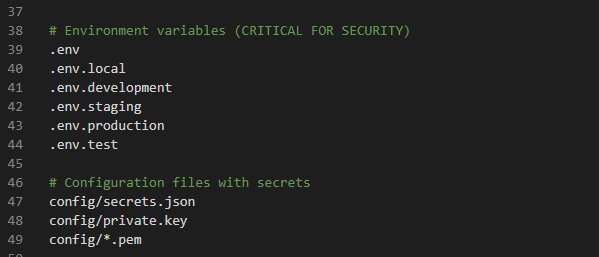 37
38 # Environment variables (CRITICAL FOR SECURITY)
39 .env
40 .env.local
41 .env.development
42 .env.staging
43 .env.production
44 .env.test
45
46 # Configuration files with secrets
47 config/secrets.json
48 config/private.key
49 config/*.pem